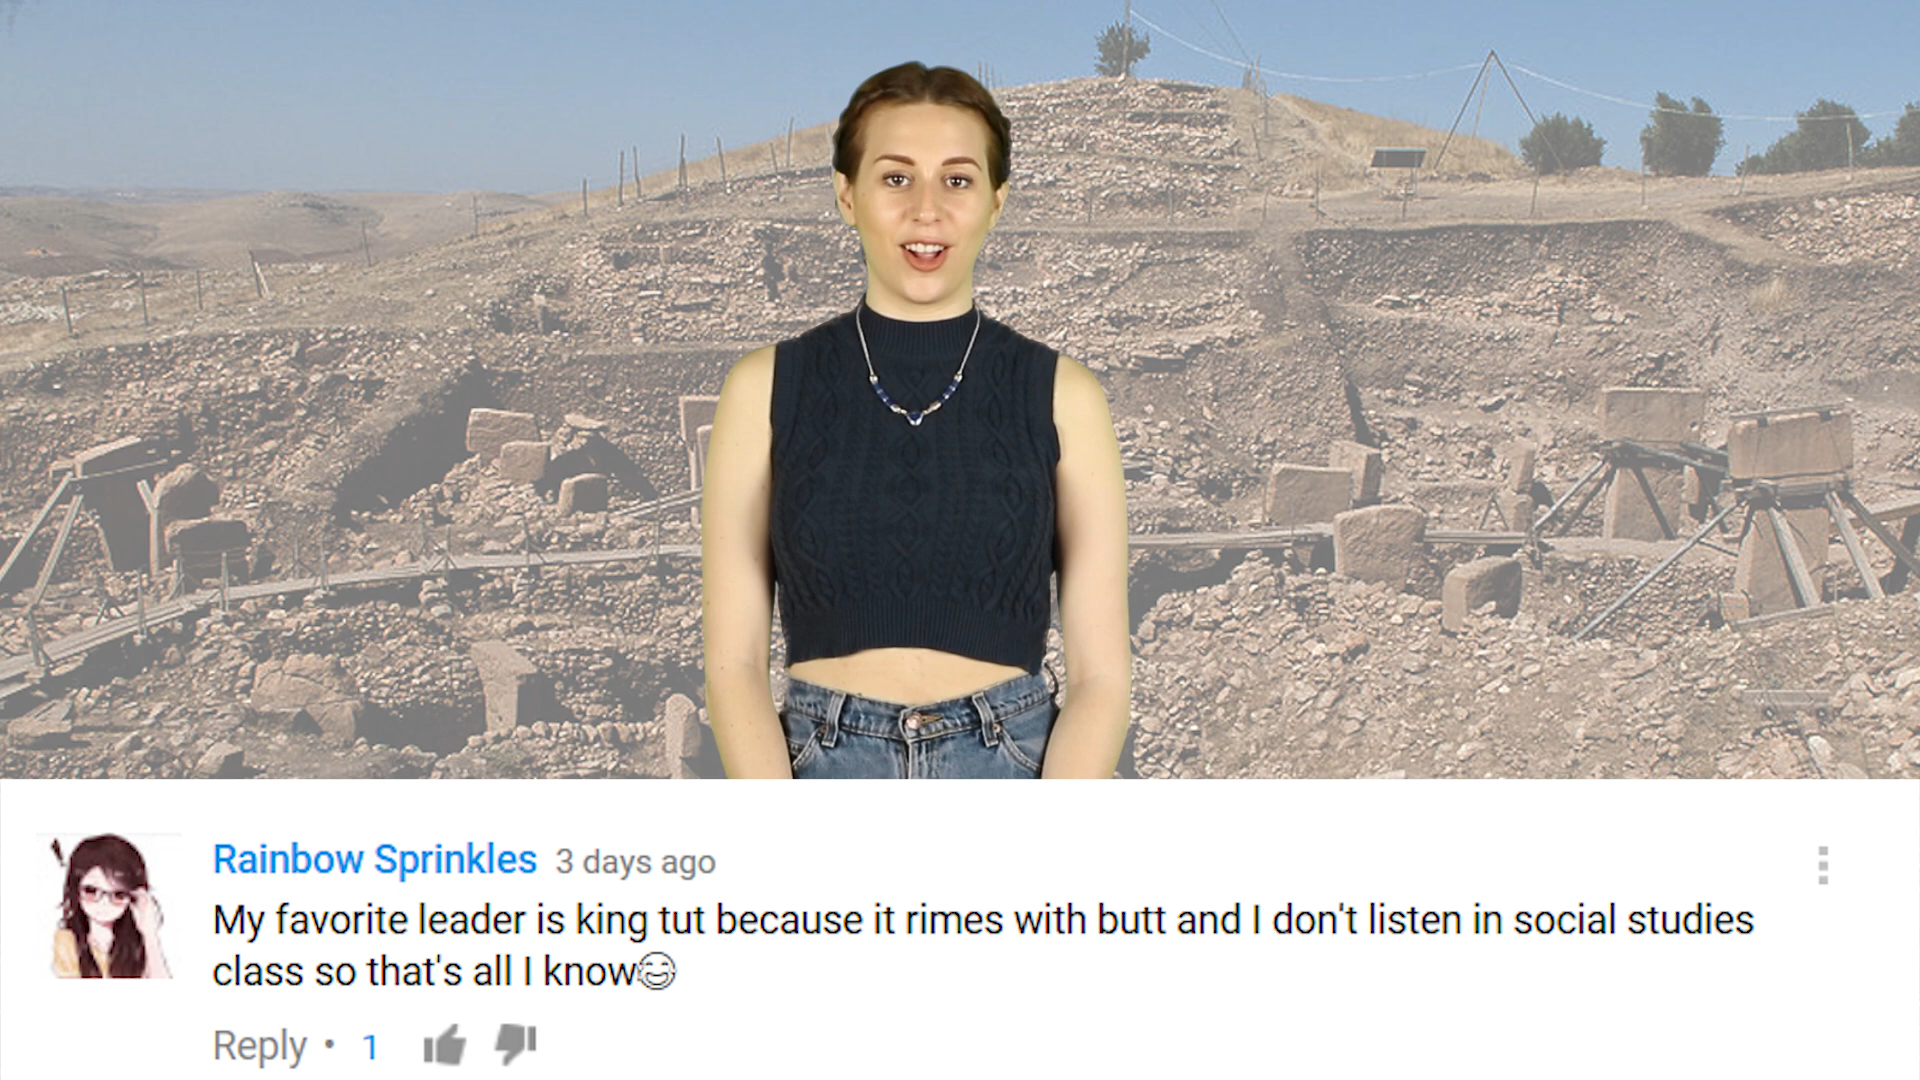 Rainbow Sprinkles 3 days ago
My favorite leader is king tut because it rimes with butt and I don't listen in social studies
class so that's all I know😂
Reply • 1